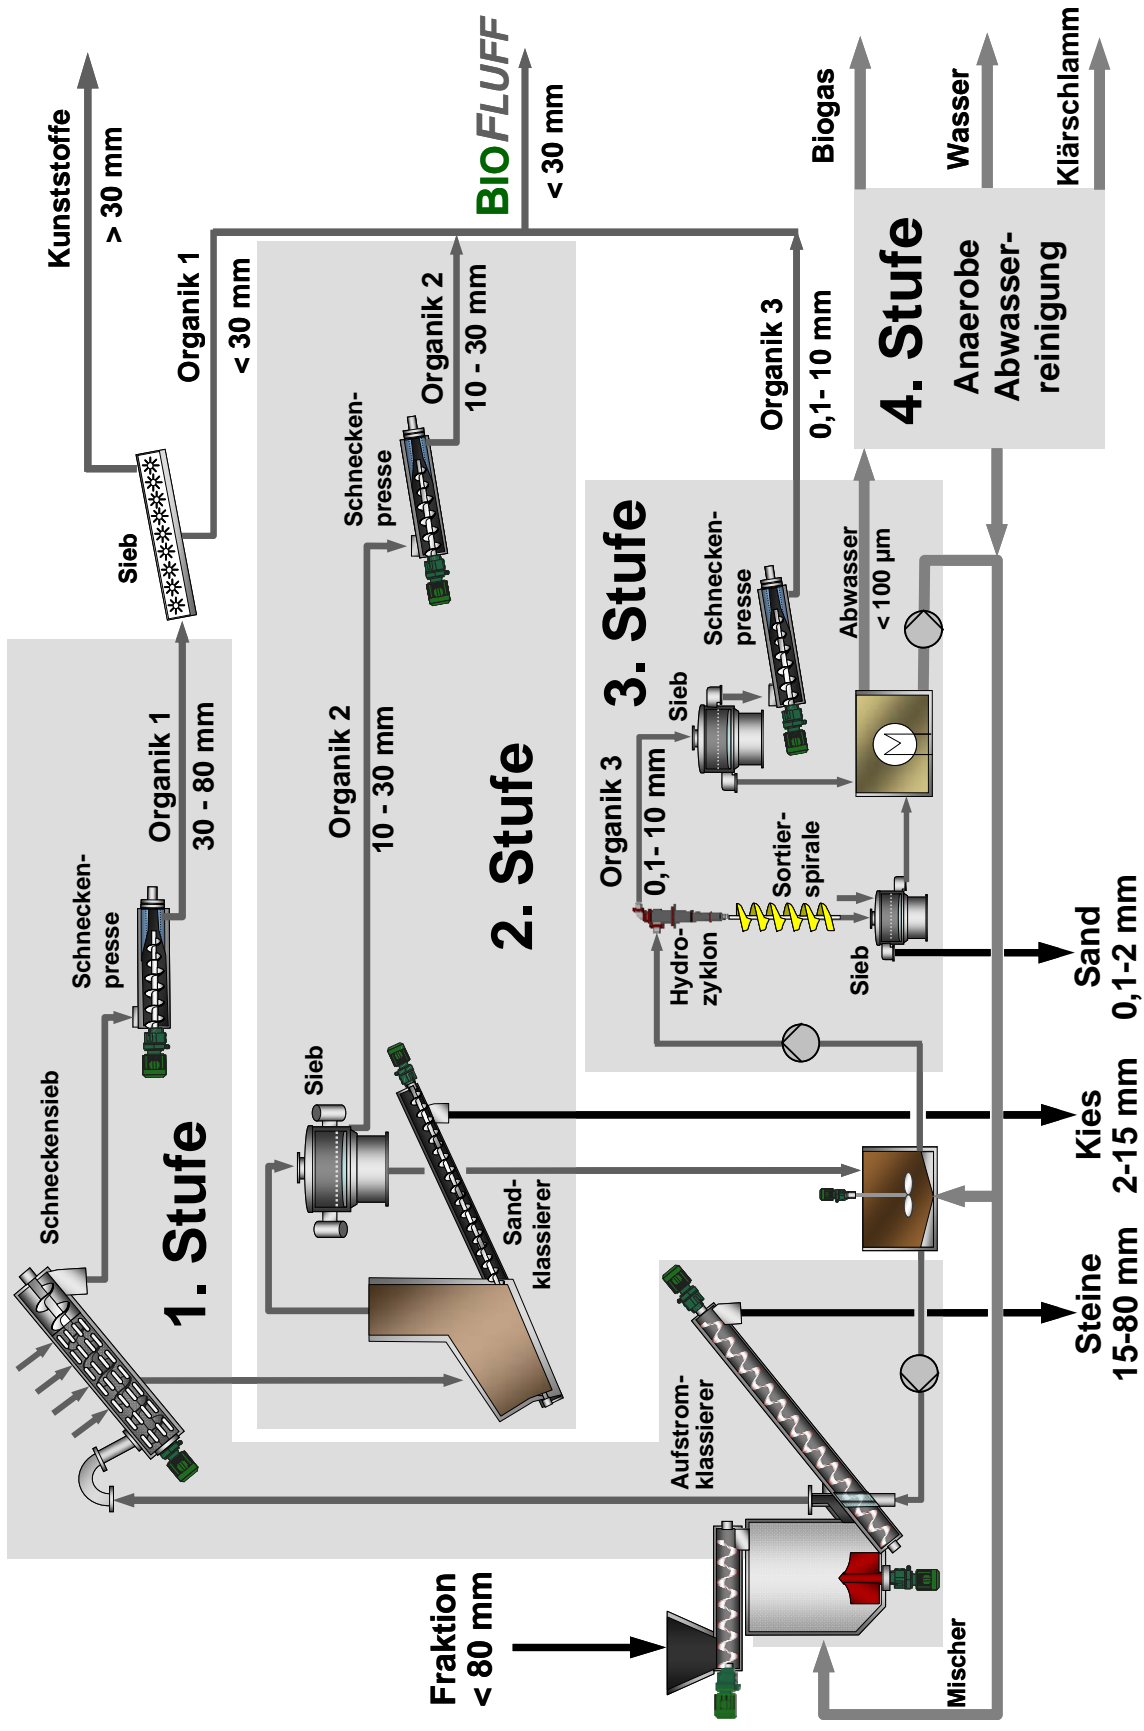 Fraktion
< 80 mm
Mischer
Aufstrom-
klassierer
Steine
15-80 mm
1. Stufe
Schneckensieb
Schnecken-
presse
Organik 1
30 - 80 mm
Sieb
Kunststoffe
> 30 mm
Organik 1
< 30 mm
2. Stufe
Sand-
klassierer
Kies
2-15 mm
Sieb
Organik 2
10 - 30 mm
Schnecken-
presse
Organik 2
10 - 30 mm
BIOFLUFF
< 30 mm
3. Stufe
Hydro-
zyklon
Sortier-
spirale
Sieb
Sand
0,1-2 mm
Organik 3
0,1- 10 mm
Sieb
Schnecken-
presse
Organik 3
0,1- 10 mm
Abwasser
< 100 µm
4. Stufe
Anaerobe
Abwasser-
reinigung
Biogas
Wasser
Klärschlamm
M